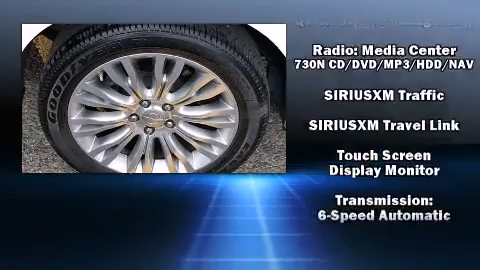 GOODYEAR
Radio: Media Center
730N CD/DVD/MP3/HDD/NAV
SIRIUSXM Traffic
SIRIUSXM Travel Link
Touch Screen
Display Monitor
Transmission:
6-Speed Automatic